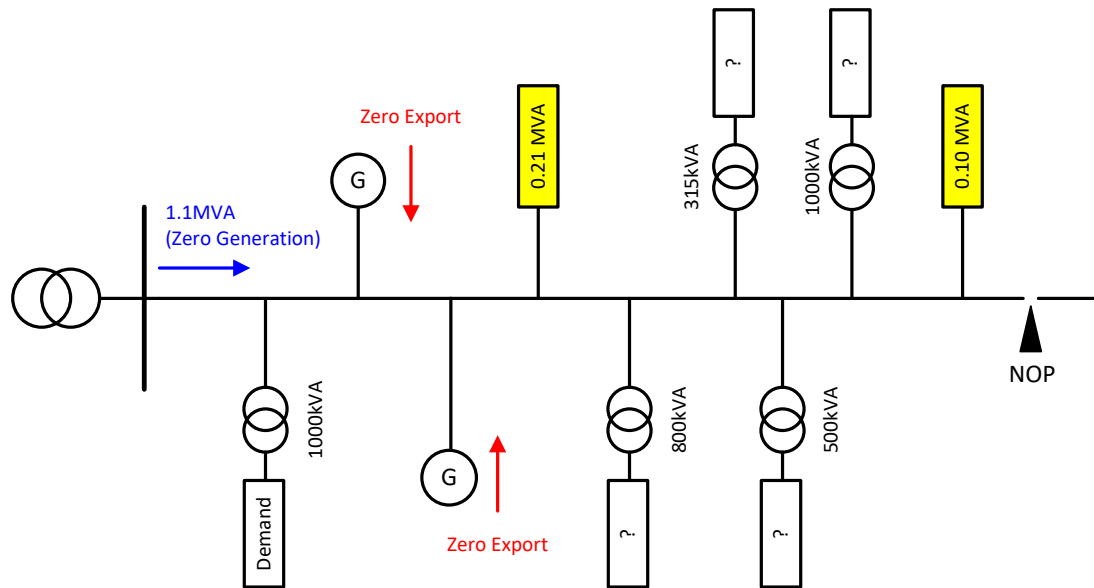 ?
?
Zero Export
0.21 MVA
315kVA
1000kVA
0.10 MVA
G
1.1MVA
(Zero Generation)
NOP
1000kVA
800kVA
500kVA
G
Demand
Zero Export
?
?